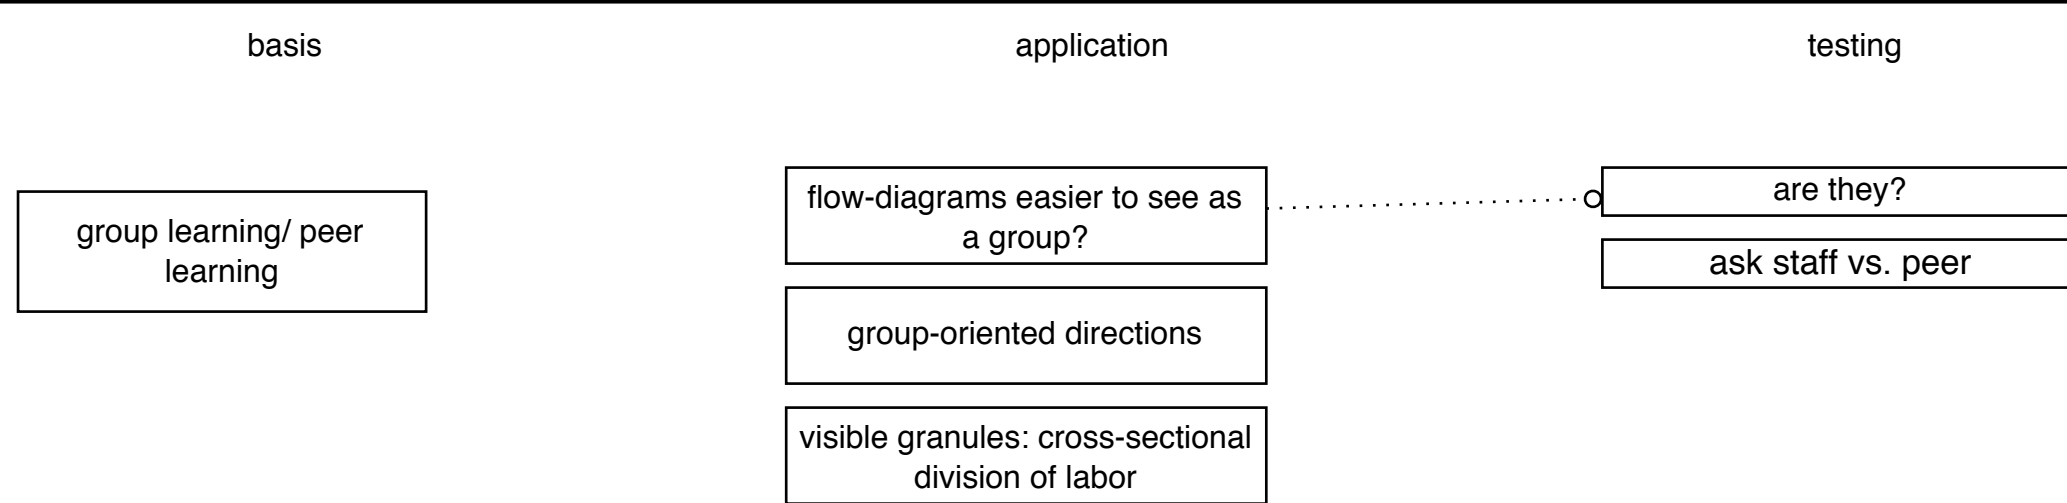 basis
application
testing
group learning/ peer
learning
flow-diagrams easier to see as
a group?
group-oriented directions
visible granules: cross-sectional
division of labor
are they?
ask staff vs. peer